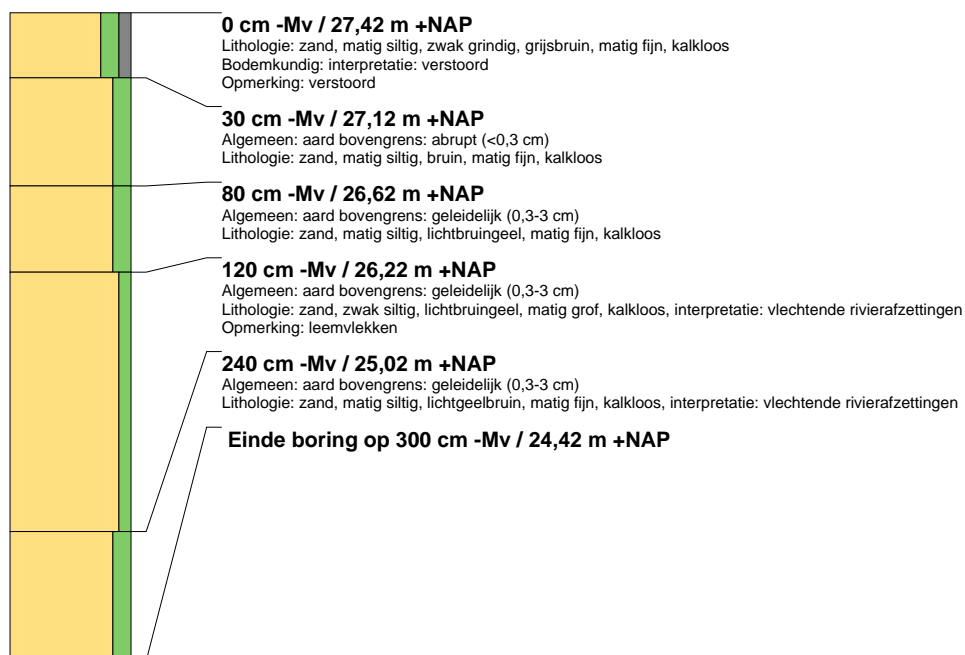 0 cm -Mv / 27,42 m +NAP
Lithologie: zand, matig siltig, zwak grindig, grijsbruin, matig fijn, kalkloos
Bodemkundig: interpretatie: verstoord
Opmerking: verstoord
30 cm -Mv / 27,12 m +NAP
Algemeen: aard bovengrens: abrupt (<0,3 cm)
Lithologie: zand, matig siltig, bruin, matig fijn, kalkloos
80 cm -Mv / 26,62 m +NAP
Algemeen: aard bovengrens: geleidelijk (0,3-3 cm)
Lithologie: zand, matig siltig, lichtbruingeel, matig fijn, kalkloos
120 cm -Mv / 26,22 m +NAP
Algemeen: aard bovengrens: geleidelijk (0,3-3 cm)
Lithologie: zand, zwak siltig, lichtbruingeel, matig grof, kalkloos, interpretatie: vlechtende rivierafzettingen
Opmerking: leemvlekken
240 cm -Mv / 25,02 m +NAP
Algemeen: aard bovengrens: geleidelijk (0,3-3 cm)
Lithologie: zand, matig siltig, lichtgeelbruin, matig fijn, kalkloos, interpretatie: vlechtende rivierafzettingen
Einde boring op 300 cm -Mv / 24,42 m +NAP